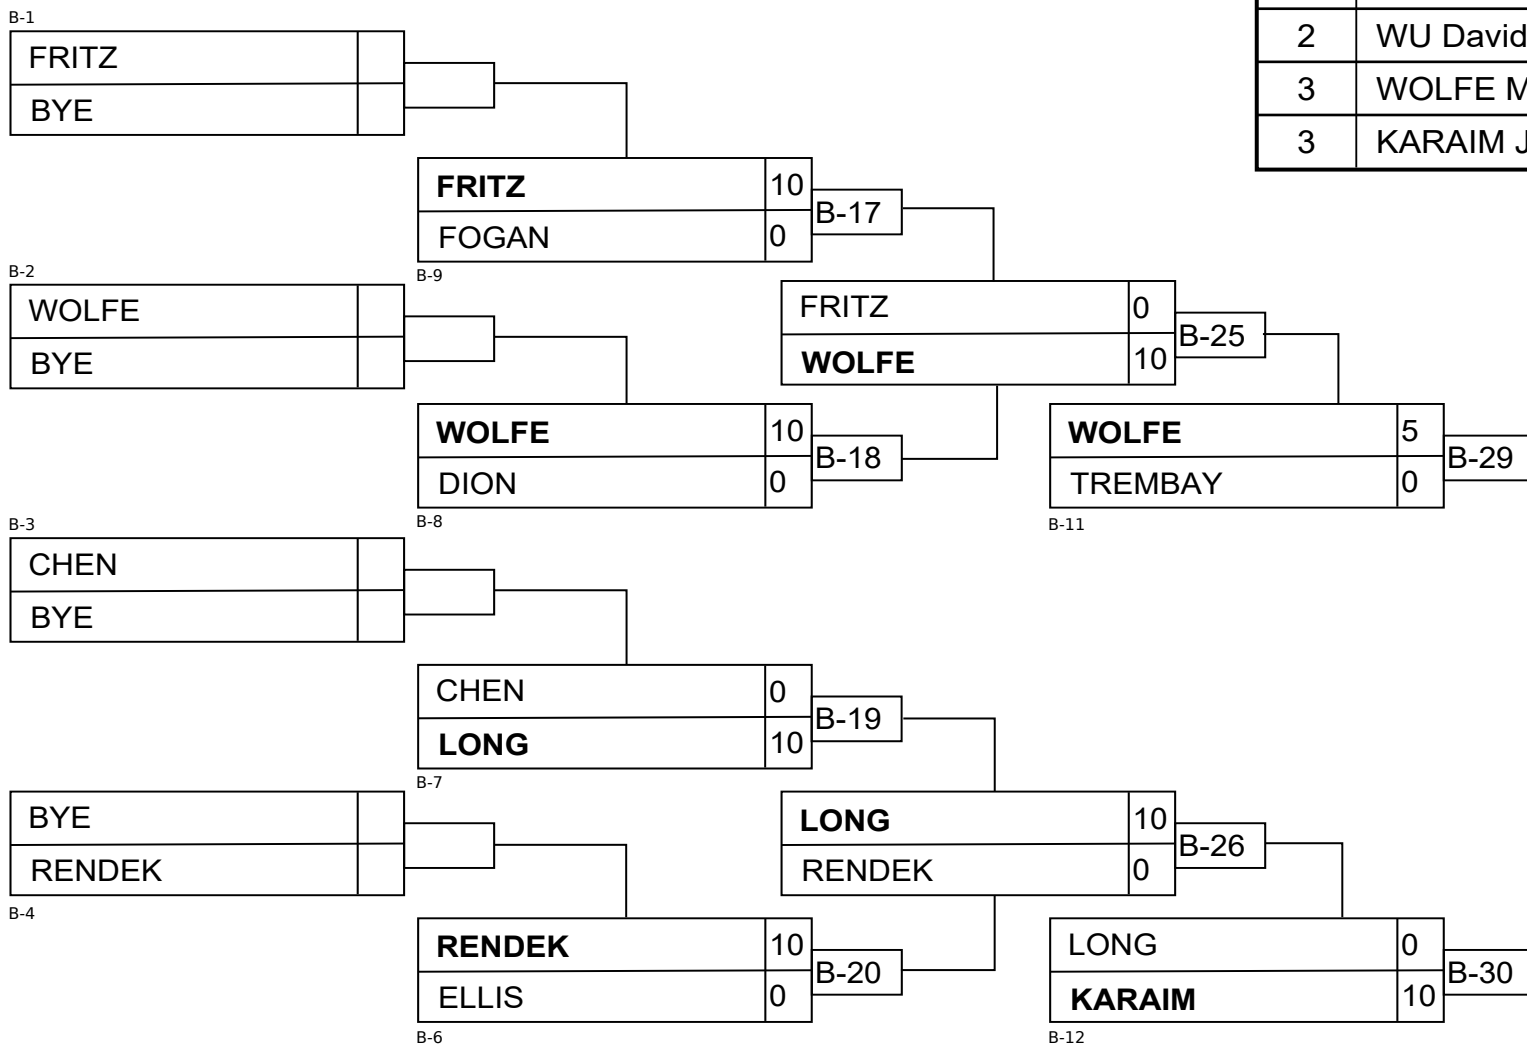 B-1
FRITZ
BYE
2 WU David
3 WOLFE M
3 KARAIM J
FRITZ 10
FOGAN 0
B-17
B-9
B-2
WOLFE
BYE
FRITZ 0
WOLFE 10
B-25
WOLFE 10
DION 0
B-18
B-8
WOLFE 5
TREMBAY 0
B-29
B-11
B-3
CHEN
BYE
CHEN 0
LONG 10
B-19
B-7
BYE
RENDEK
B-4
LONG 10
RENDEK 0
B-26
RENDEK 10
ELLIS 0
B-20
B-6
LONG 0
KARAIM 10
B-30
B-12